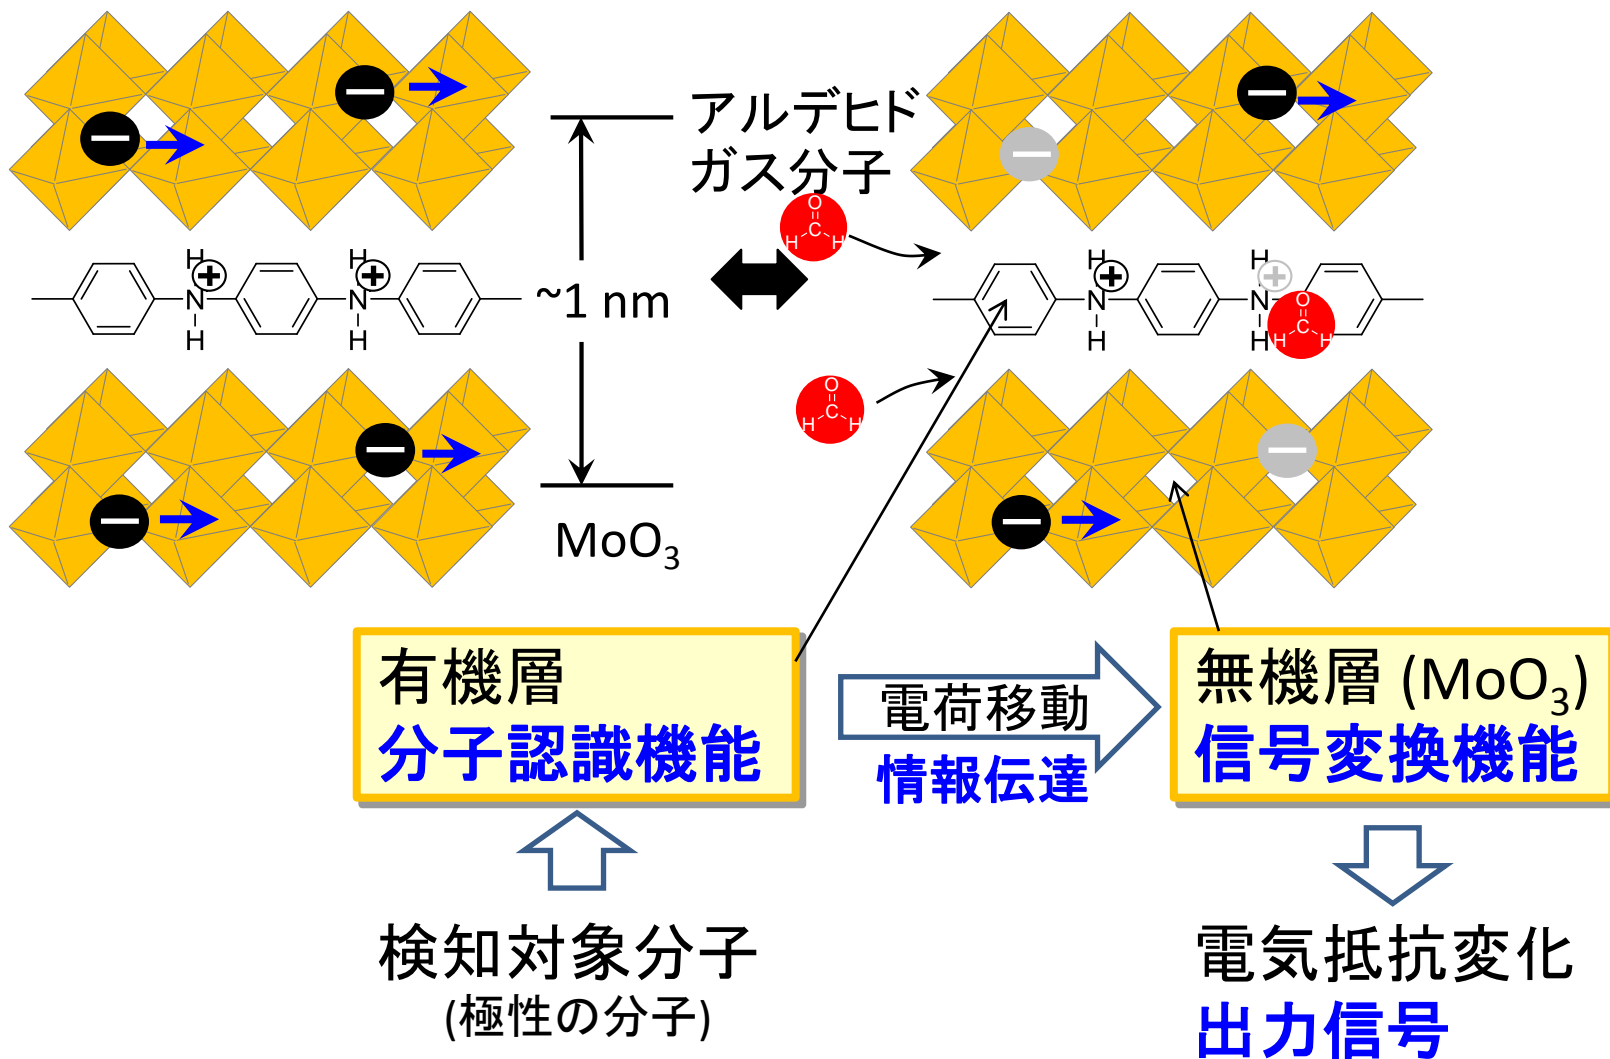 アルデヒド
ガス分子
~1 nm
MoO₃
H
N
H
H
N
H
O
C
H H
O
C
H H
H
N
H
H
N
H
O
C
H H
有機層
分子認識機能
電荷移動
情報伝達
無機層 (MoO₃)
信号変換機能
検知対象分子
(極性の分子)
電気抵抗変化
出力信号